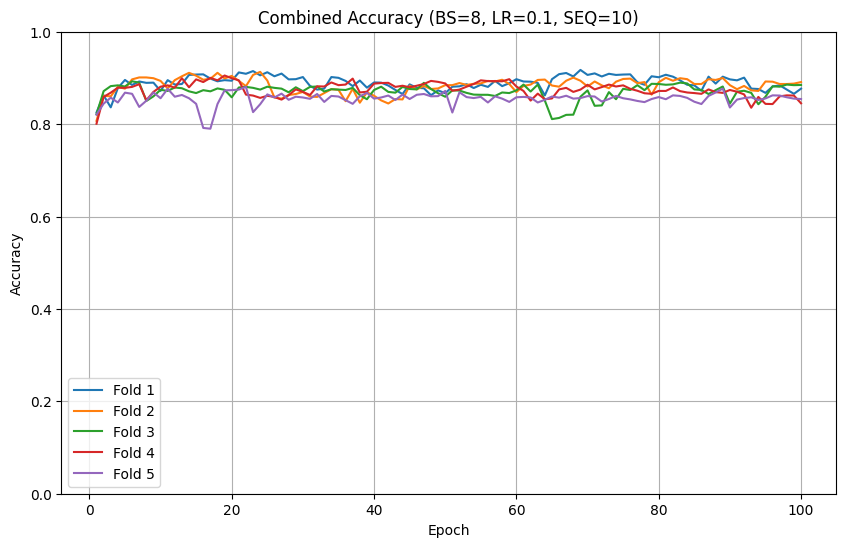 Combined Accuracy (BS=8, LR=0.1, SEQ=10)
1.0
0.8
0.6
0.4
0.2
0.0
Accuracy
Fold 1
Fold 2
Fold 3
Fold 4
Fold 5
0 20 40 60 80 100
Epoch